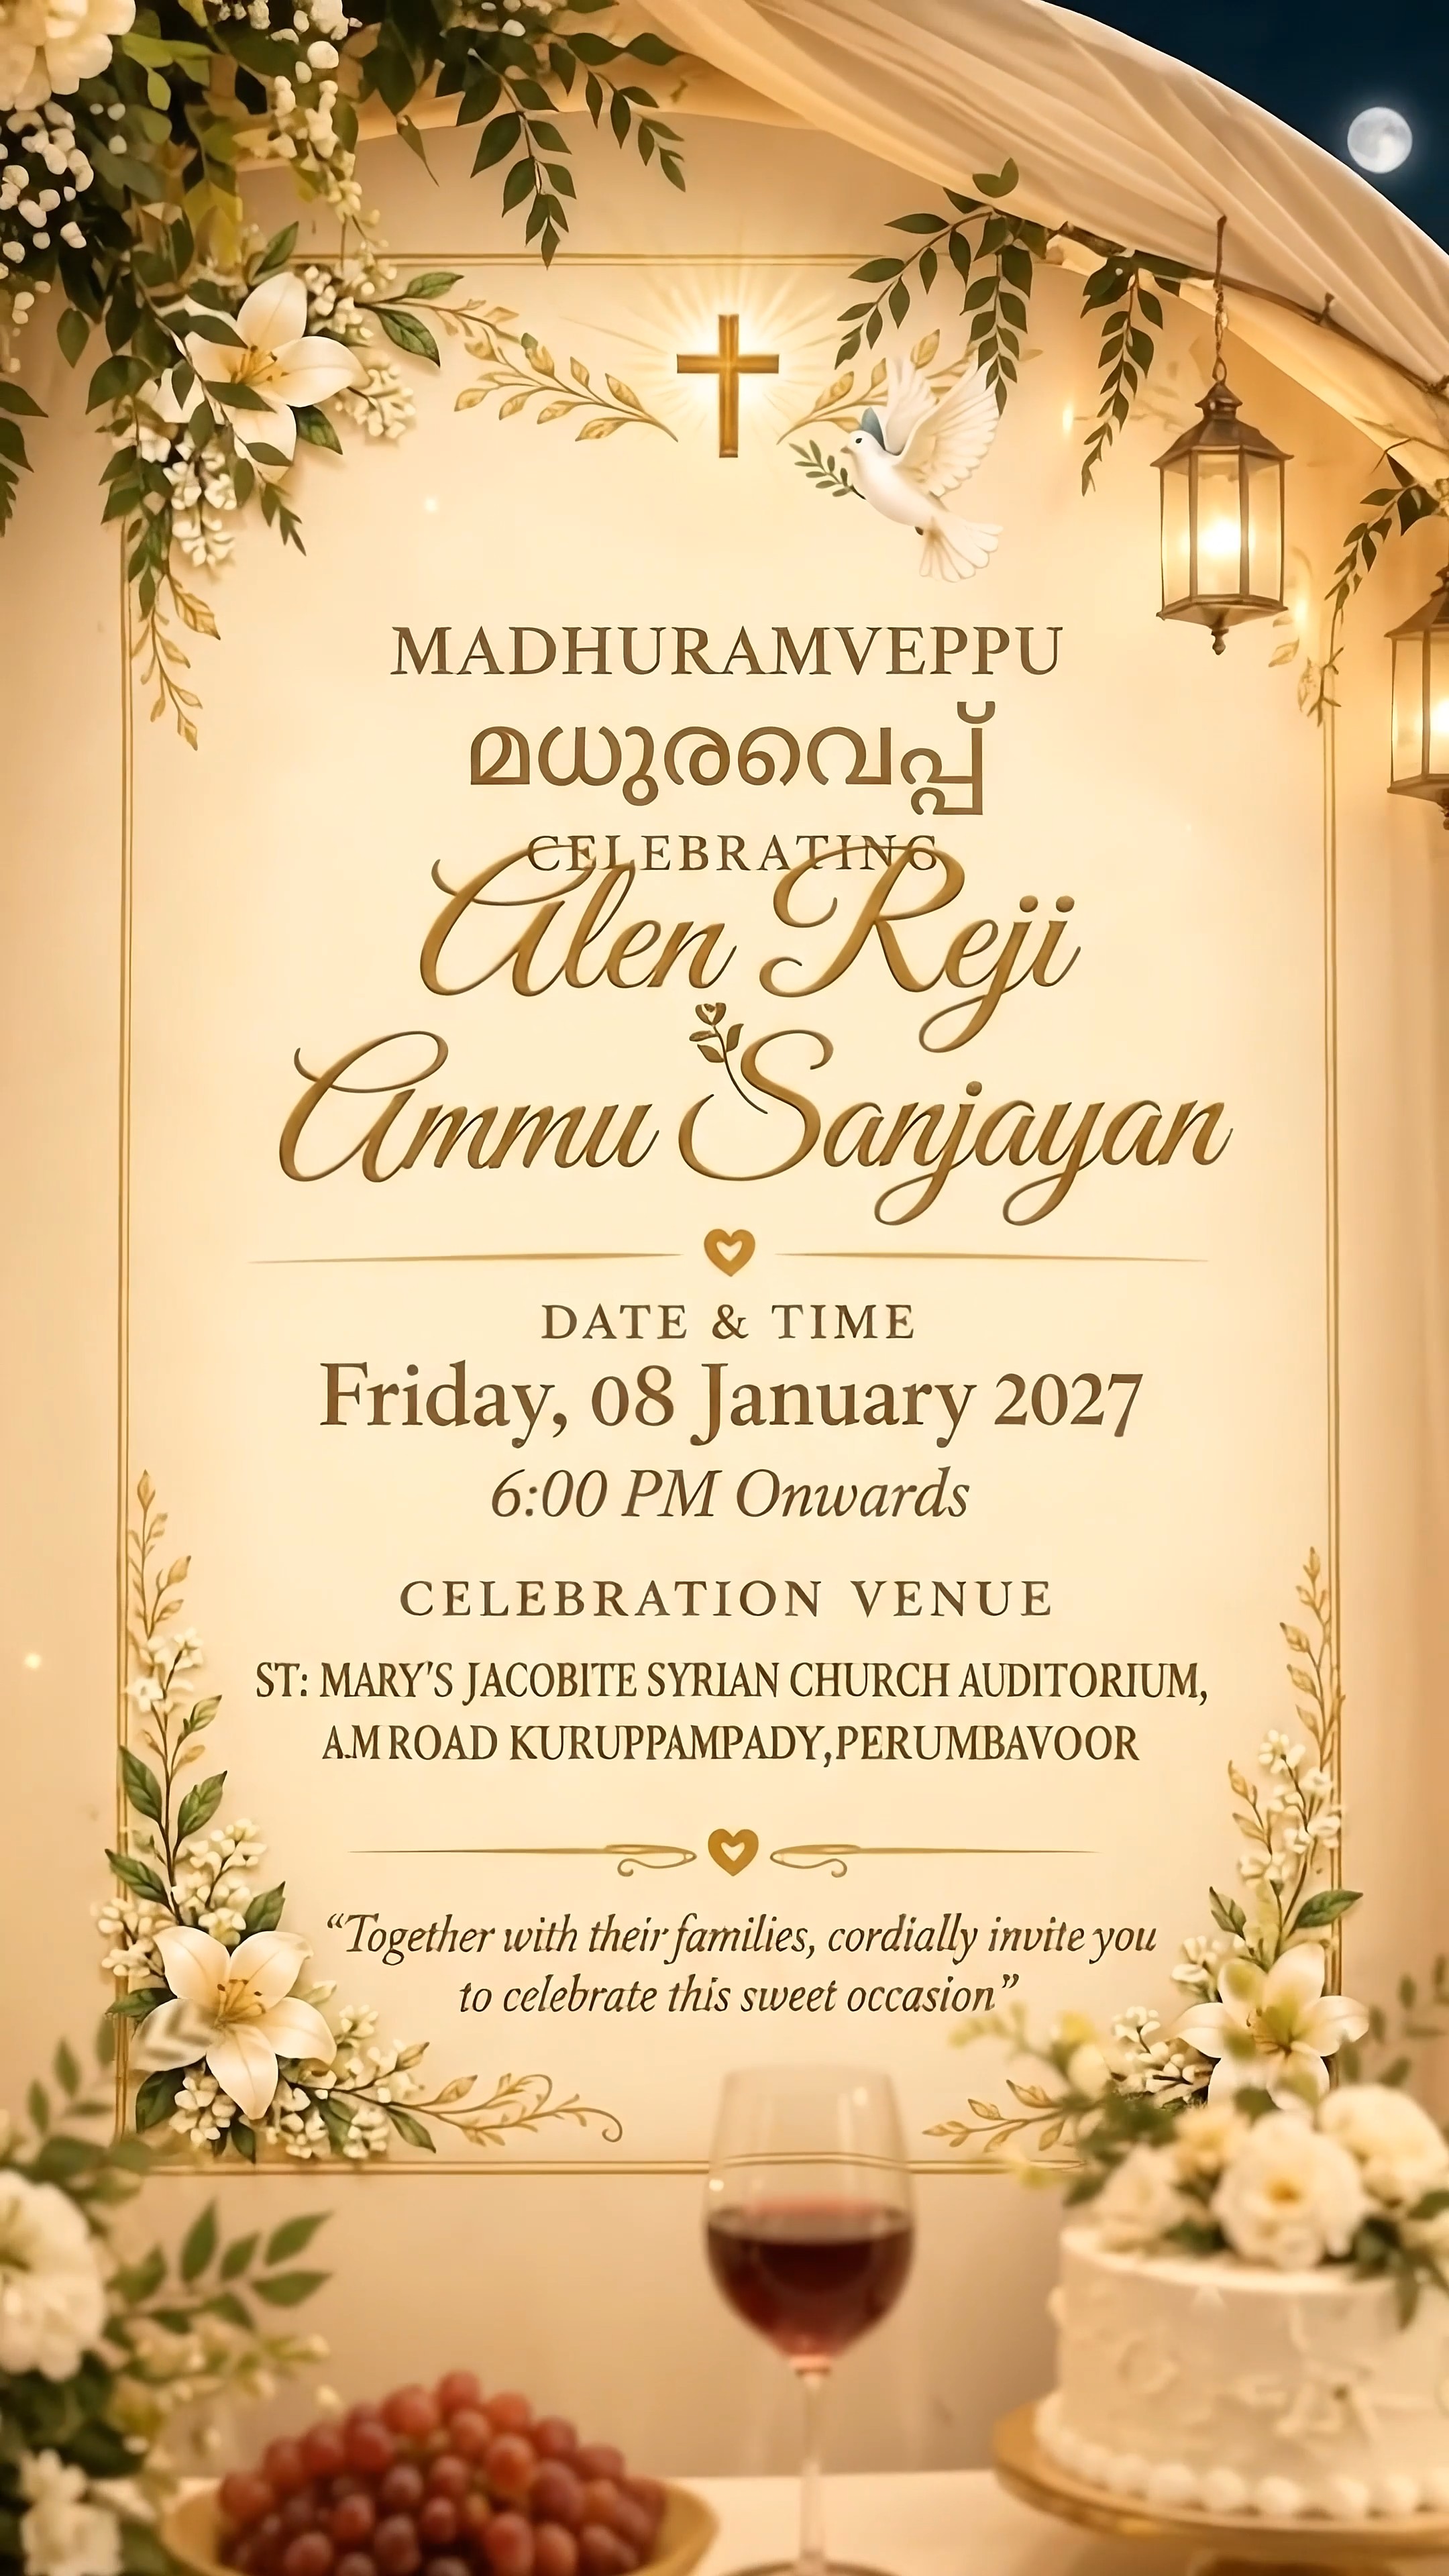 MADHURAMVEPPU
മധുരവെപ്പ്
CELEBRATING
Alen Reji
Ammu Sanjayan
DATE & TIME
Friday, 08 January 2027
6:00 PM Onwards
CELEBRATION VENUE
ST: MARY'S JACOBITE SYRIAN CHURCH AUDITORIUM,
A.M ROAD KURUPPAMPADY,PERUMBAVOOR
“Together with their families, cordially invite you
to celebrate this sweet occasion”